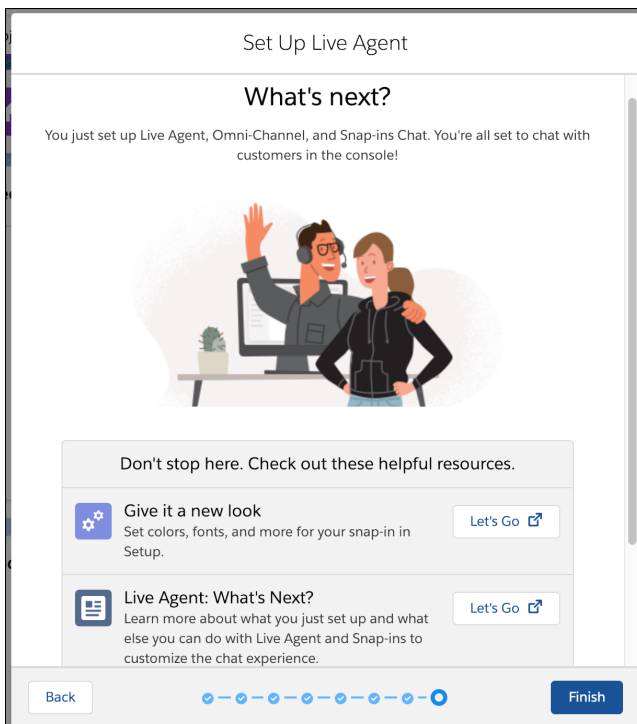 Set Up Live Agent
What's next?
You just set up Live Agent, Omni-Channel, and Snap-ins Chat. You're all set to chat with
customers in the console!
Don't stop here. Check out these helpful resources.
Give it a new look
Set colors, fonts, and more for your snap-in in
Setup.
Let's Go
Live Agent: What's Next?
Learn more about what you just set up and what
else you can do with Live Agent and Snap-ins to
customize the chat experience.
Let's Go
Back
Finish